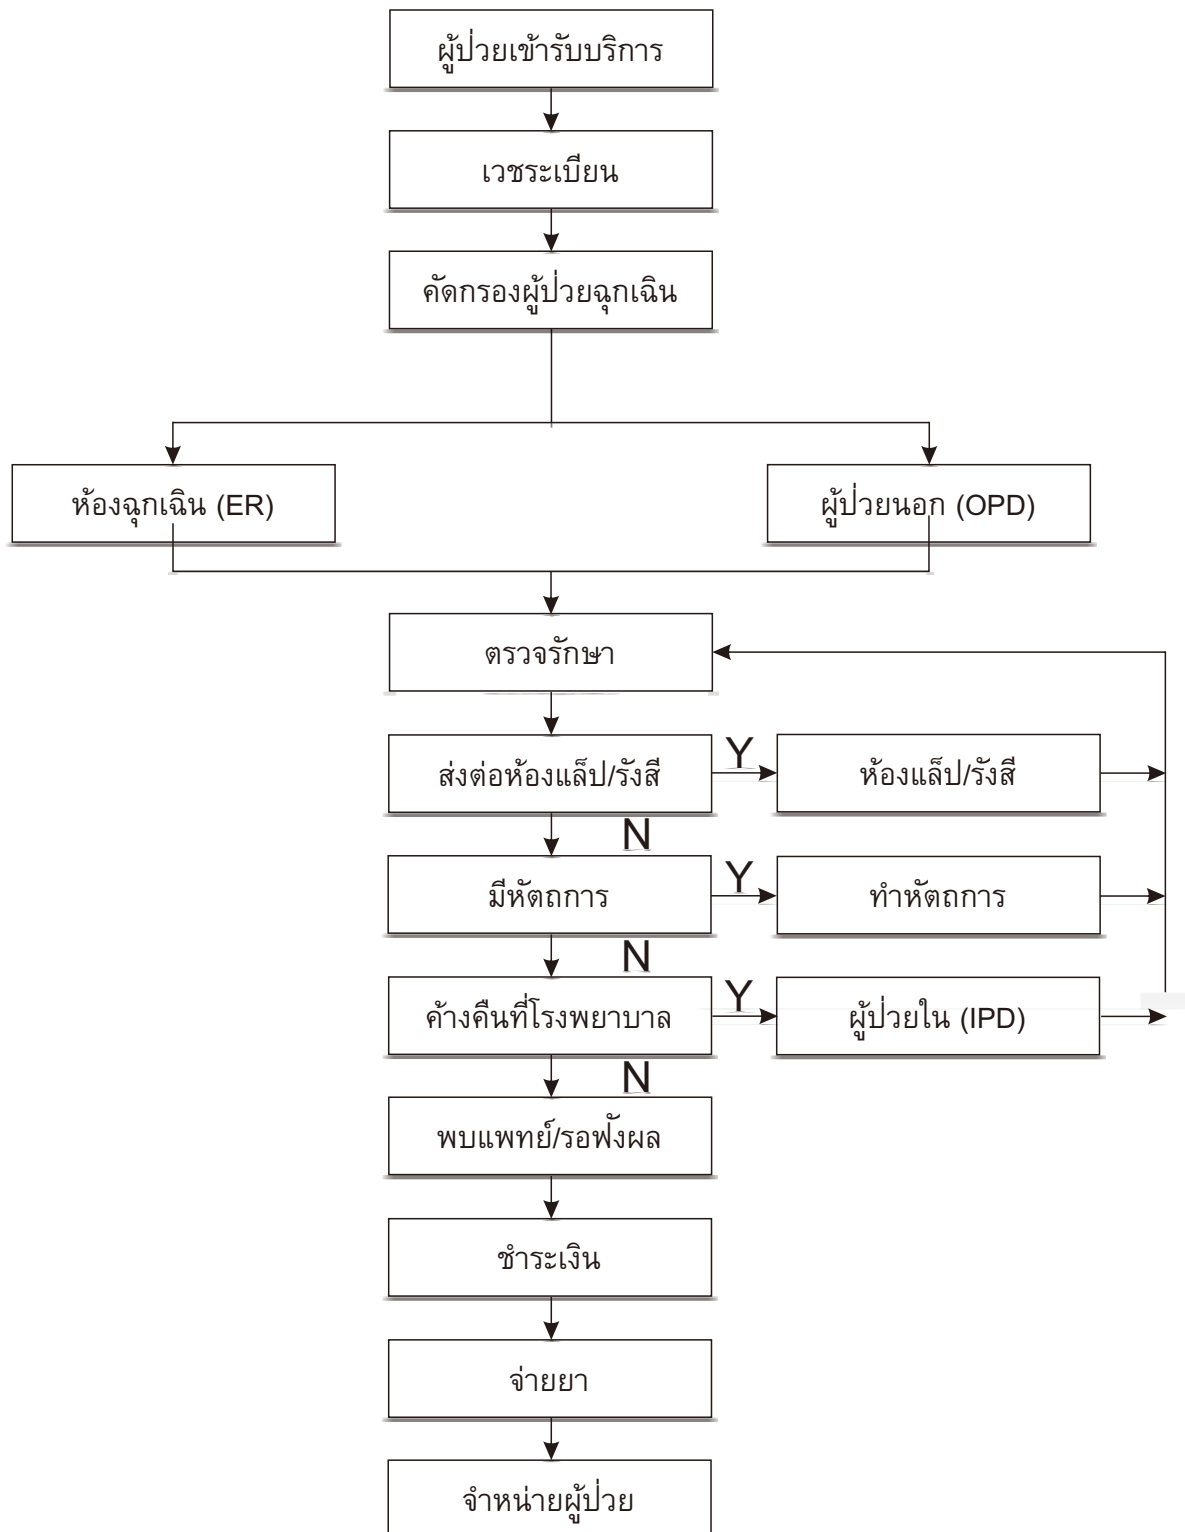 ผู้ป่วยเข้ารับบริการ
เวชระเบียน
คัดกรองผู้ป่วยฉุกเฉิน
ห้องฉุกเฉิน (ER)
ผู้ป่วยนอก (OPD)
ตรวจรักษา
ส่งต่อห้องแล็ป/รังสี
Y
ห้องแล็ป/รังสี
N
มีหัตถการ
Y
ทำหัตถการ
N
ค้างคืนที่โรงพยาบาล
Y
ผู้ป่วยใน (IPD)
N
พบแพทย์/รอฟังผล
ชำระเงิน
จ่ายยา
จำหน่ายผู้ป่วย